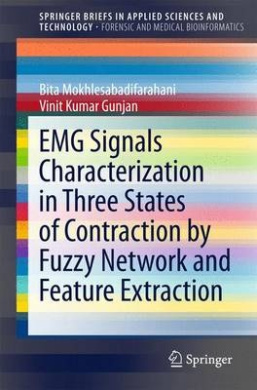 SPRINGER BRIEFS IN APPLIED SCIENCES AND
TECHNOLOGY · FORENSIC AND MEDICAL BIOINFORMATICS
Bita Mokhlesabadifarahani
Vinit Kumar Gunjan
EMG Signals
Characterization
in Three States
of Contraction by
Fuzzy Network and
Feature Extraction
Springer